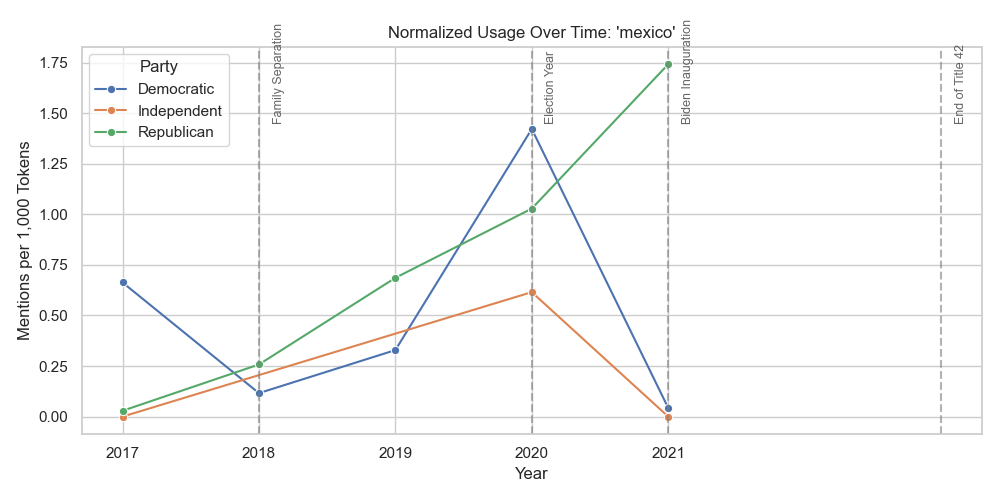 Normalized Usage Over Time: 'mexico'
Party
Democratic
Independent
Republican
Family Separation
Election Year
Biden Inauguration
End of Title 42
Mentions per 1,000 Tokens
1.75
1.50
1.25
1.00
0.75
0.50
0.25
0.00
2017 2018 2019 2020 2021
Year